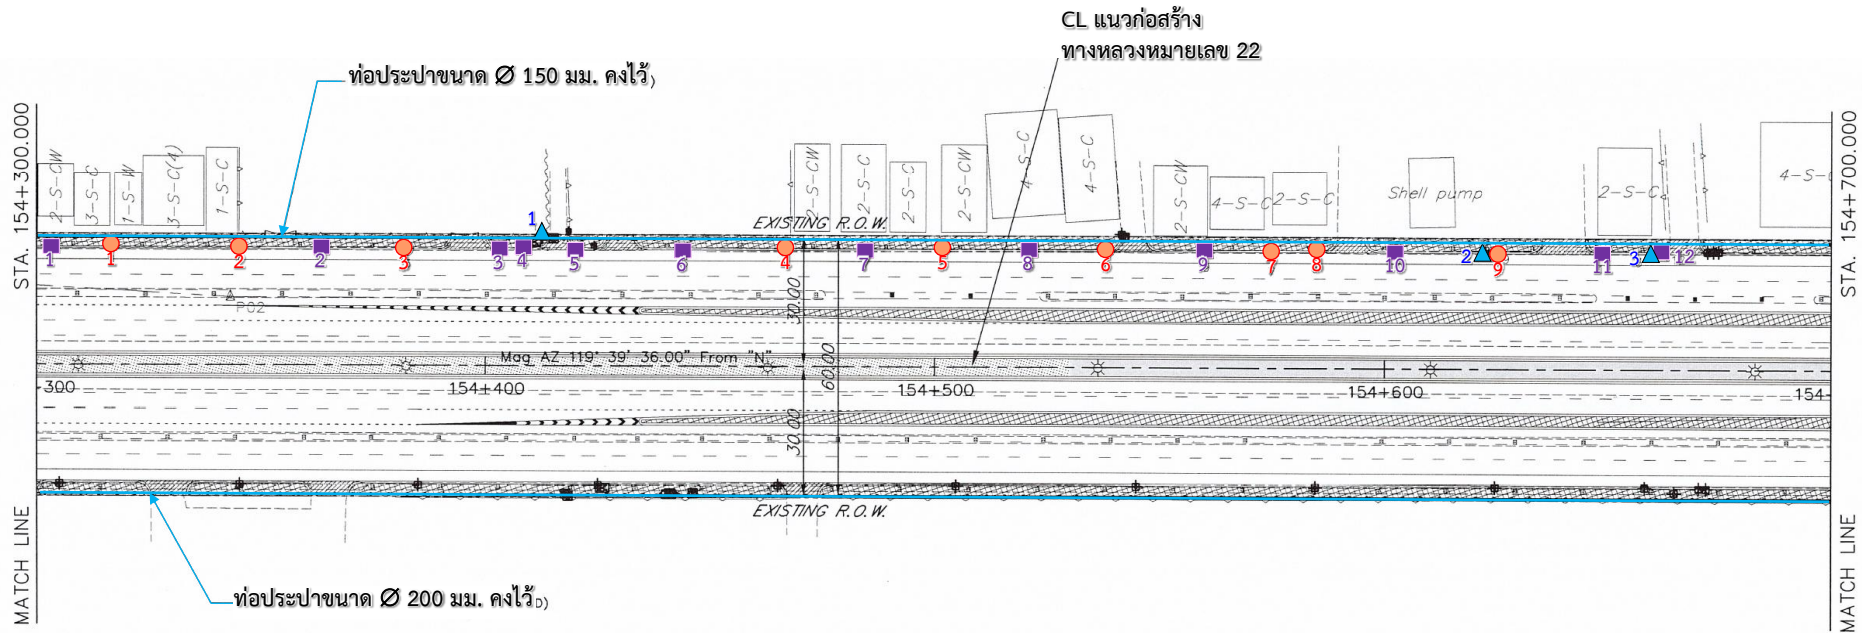 CL แนวก่อสร้าง
ทางหลวงหมายเลข 22
ท่อประปาขนาด Ø 150 มม. คงไว้)
STA. 154+300.000
STA. 154+700.000
2-S-CW
3-S-C
1-S-W
3-S-C(4)
1-S-C
2-S-CW
2-S-C
2-S-C
2-S-CW
4-S-C
4-S-C
2-S-CW
4-S-C
2-S-C
Shell pump
2-S-C
4-S-C
EXISTING R.O.W.
1
1
1
2
2
3
3
4
5
6
4
7
5
8
6
9
7
8
10
2
9
11
3
12
P02
30.00
60.00
30.00
Mag AZ 119° 39' 36.00" From "N"
300
154+400
154+500
154+600
154-
EXISTING R.O.W.
MATCH LINE
MATCH LINE
ท่อประปาขนาด Ø 200 มม. คงไว้D)